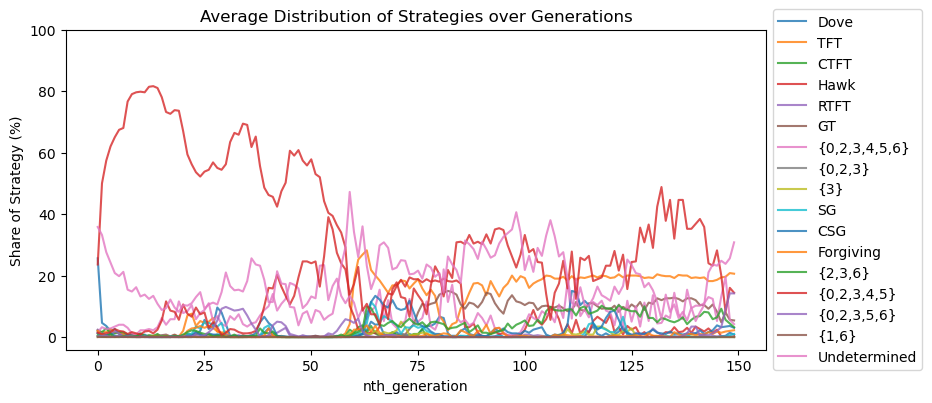 Average Distribution of Strategies over Generations
100
80
60
40
20
0
Share of Strategy (%)
0
25
50
75
100
125
150
nth_generation
Dove
TFT
CTFT
Hawk
RTFT
GT
{0,2,3,4,5,6}
{0,2,3}
{3}
SG
CSG
Forgiving
{2,3,6}
{0,2,3,4,5}
{0,2,3,5,6}
{1,6}
Undetermined